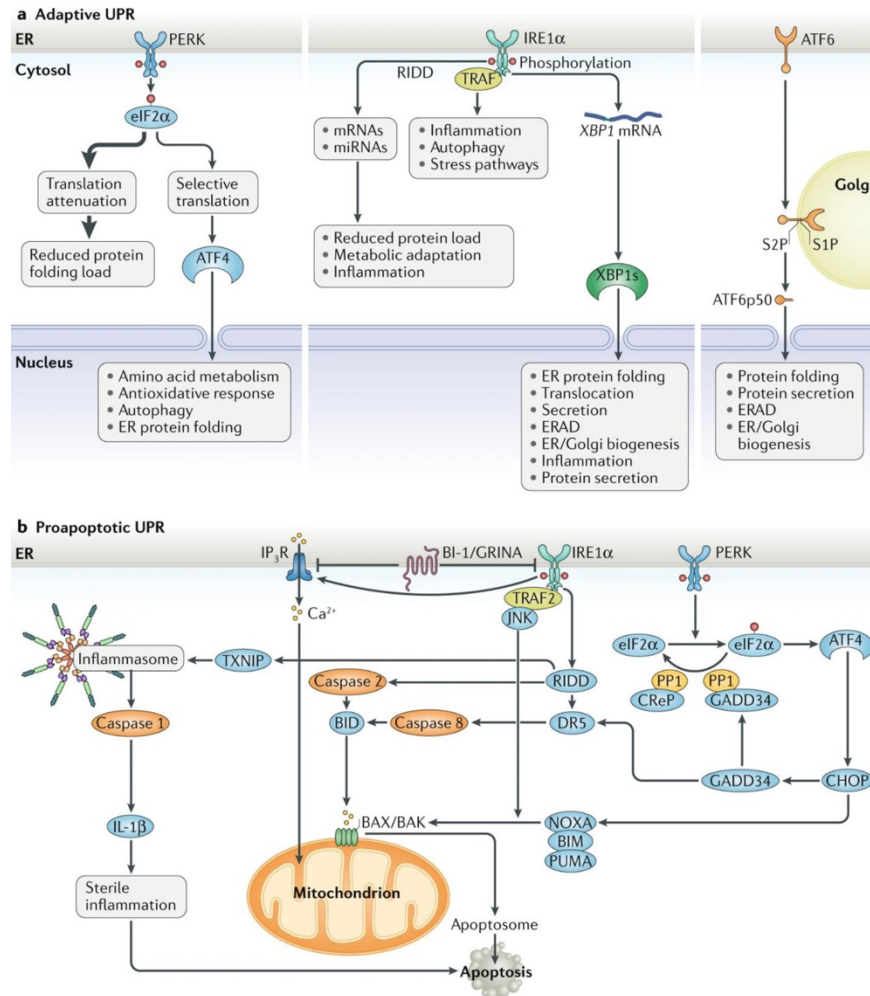 a Adaptive UPR
ER
PERK
Cytosol
eIF2α
Translation
attenuation
Selective
translation
Reduced protein
folding load
ATF4
Nucleus
• Amino acid metabolism
• Antioxidative response
• Autophagy
• ER protein folding
IRE1α
RIDD
TRAF
Phosphorylation
• mRNAs
• miRNAs
• Inflammation
• Autophagy
• Stress pathways
XBP1 mRNA
• Reduced protein load
• Metabolic adaptation
• Inflammation
XBP1s
• ER protein folding
• Translocation
• Secretion
• ERAD
• ER/Golgi biogenesis
• Inflammation
• Protein secretion
ATF6
Golg
S2P
S1P
ATF6p50
• Protein folding
• Protein secretion
• ERAD
• ER/Golgi
biogenesis
b Proapoptotic UPR
ER
IP₃R
BI-1/GRINA
IRE1α
PERK
Ca²⁺
TRAF2
JNK
eIF2α
eIF2α
ATF4
Inflammasome
TXNIP
Caspase 2
RIDD
PP1
CReP
PP1
GADD34
Caspase 1
BID
Caspase 8
DR5
GADD34
CHOP
IL-1β
BAX/BAK
NOXA
BIM
PUMA
Mitochondrion
Sterile
inflammation
Apoptosome
Apoptosis